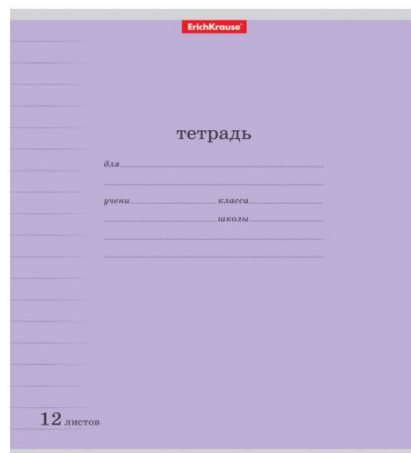 ErichKrause®
тетрадь
для
учени класса
школы
12 листов